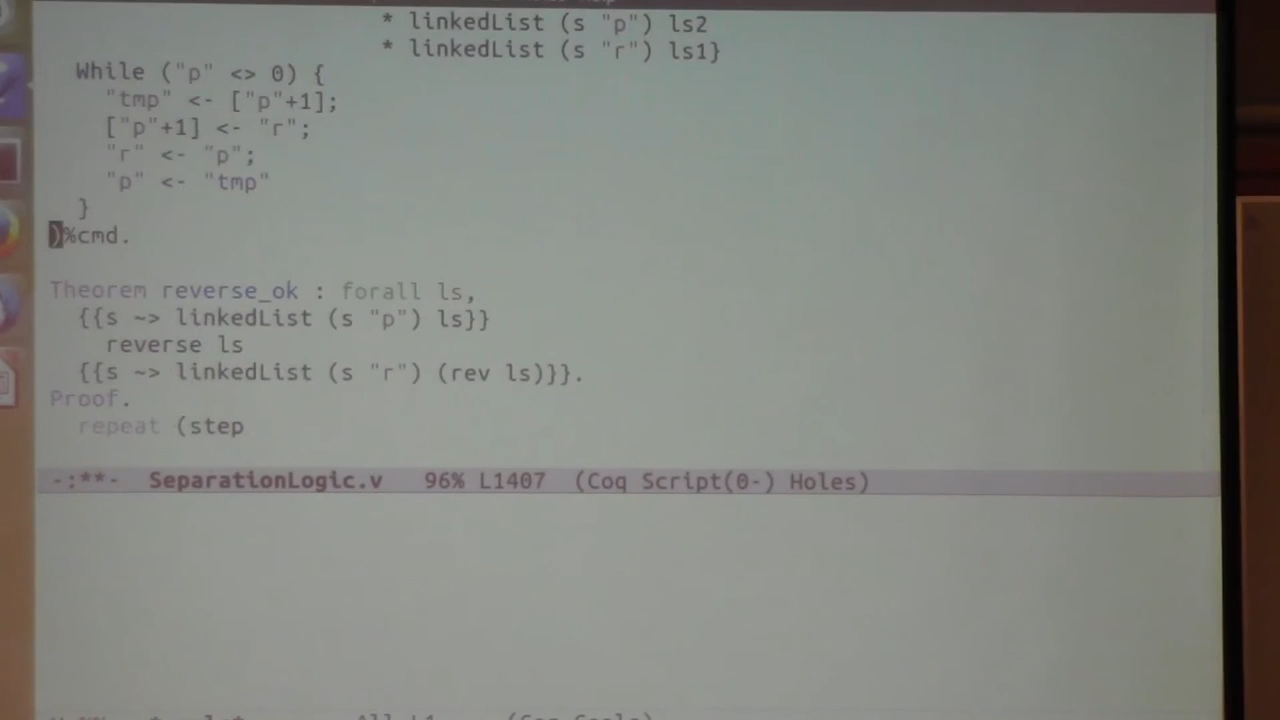 * linkedList (s "p") ls2
* linkedList (s "r") ls1}
While ("p" <> 0) {
"tmp" <- ["p"+1];
["p"+1] <- "r";
"r" <- "p";
"p" <- "tmp"
}
)%cmd.
Theorem reverse_ok : forall ls,
{{s ~> linkedList (s "p") ls}}
reverse ls
{{s ~> linkedList (s "r") (rev ls)}}.
Proof.
repeat (step
-:**- SeparationLogic.v 96% L1407 (Coq Script(0-) Holes)